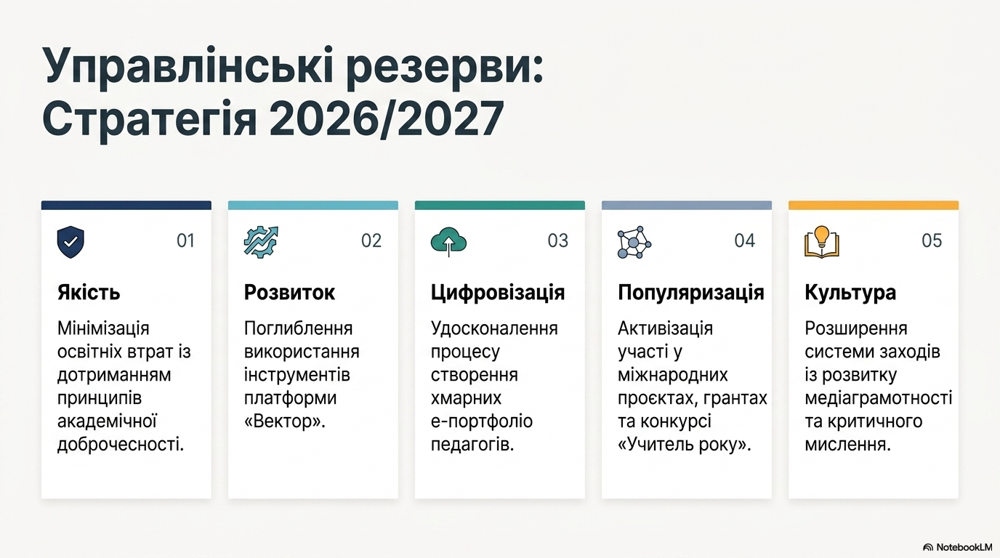 Управлінські резерви:
Стратегія 2026/2027
01
Якість
Мінімізація
освітніх втрат із
дотриманням
принципів
академічної
доброчесності.
02
Розвиток
Поглиблення
використання
інструментів
платформи
«Вектор».
03
Цифровізація
Удосконалення
процесу
створення
хмарних
е-портфоліо
педагогів.
04
Популяризація
Активізація
участі у
міжнародних
проєктах, грантах
та конкурсі
«Учитель року».
05
Культура
Розширення
системи заходів
із розвитку
медіаграмотності
та критичного
мислення.
NotebookLM